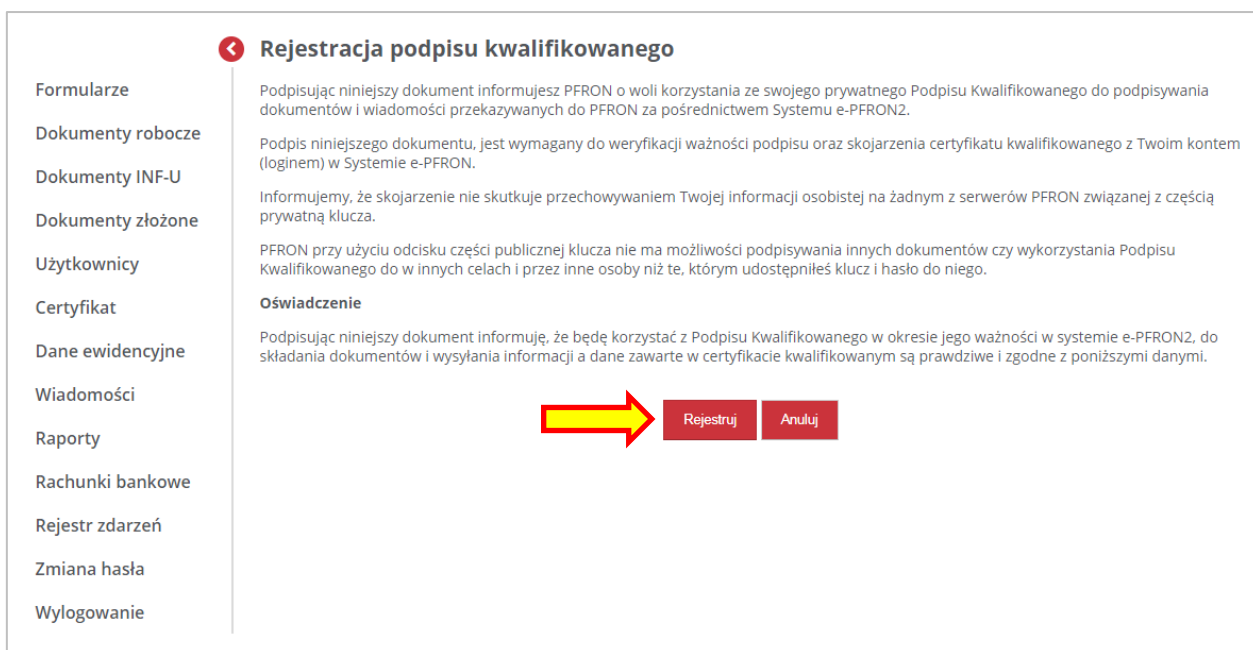 Rejestracja podpisu kwalifikowanego
Formularze
Dokumenty robocze
Dokumenty INF-U
Dokumenty złożone
Użytkownicy
Certyfikat
Dane ewidencyjne
Wiadomości
Raporty
Rachunki bankowe
Rejestr zdarzeń
Zmiana hasła
Wylogowanie
Podpisując niniejszy dokument informujesz PFRON o woli korzystania ze swojego prywatnego Podpisu Kwalifikowanego do podpisywania
dokumentów i wiadomości przekazywanych do PFRON za pośrednictwem Systemu e-PFRON2.
Podpis niniejszego dokumentu, jest wymagany do weryfikacji ważności podpisu oraz skojarzenia certyfikatu kwalifikowanego z Twoim kontem
(loginem) w Systemie e-PFRON.
Informujemy, że skojarzenie nie skutkuje przechowywaniem Twojej informacji osobistej na żadnym z serwerów PFRON związanej z częścią
prywatną klucza.
PFRON przy użyciu odcisku części publicznej klucza nie ma możliwości podpisywania innych dokumentów czy wykorzystania Podpisu
Kwalifikowanego do w innych celach i przez inne osoby niż te, którym udostępniłeś klucz i hasło do niego.
Oświadczenie
Podpisując niniejszy dokument informuję, że będę korzystać z Podpisu Kwalifikowanego w okresie jego ważności w systemie e-PFRON2, do
składania dokumentów i wysyłania informacji a dane zawarte w certyfikacie kwalifikowanym są prawdziwe i zgodne z poniższymi danymi.
Rejestruj
Anuluj